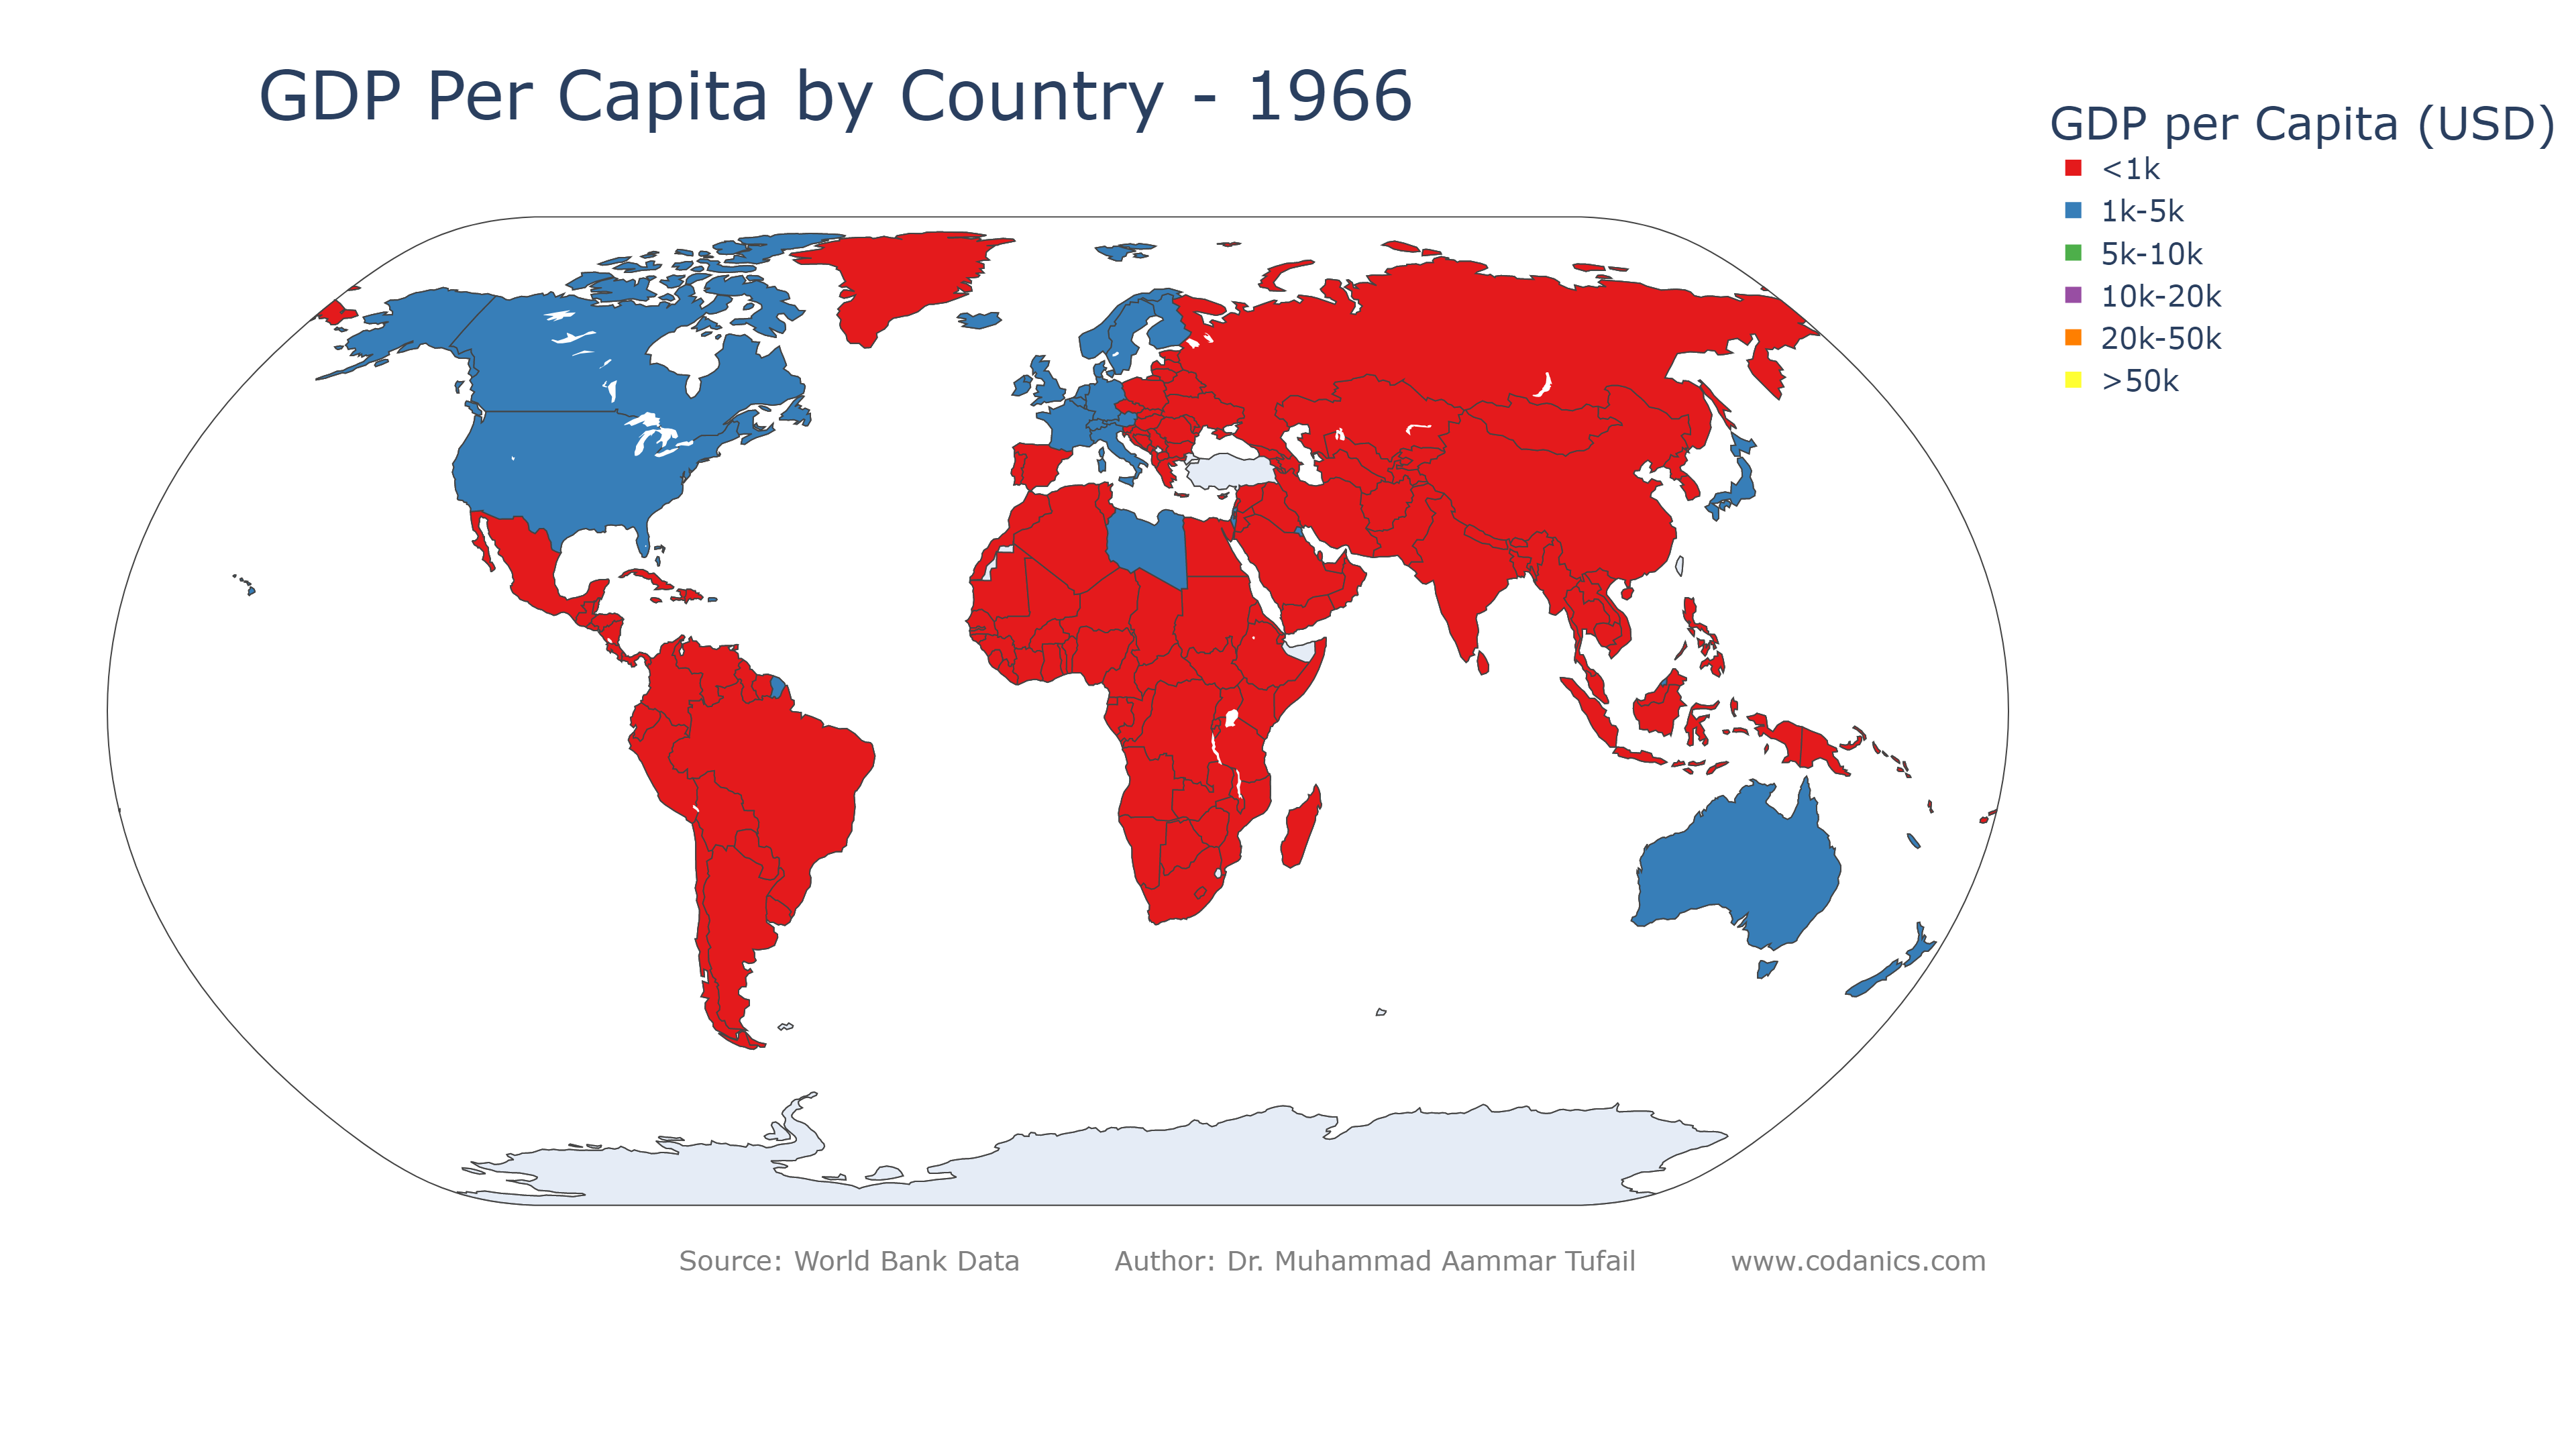 GDP Per Capita by Country - 1966
GDP per Capita (USD)
<1k
1k-5k
5k-10k
10k-20k
20k-50k
>50k
Source: World Bank Data Author: Dr. Muhammad Aammar Tufail www.codanics.com